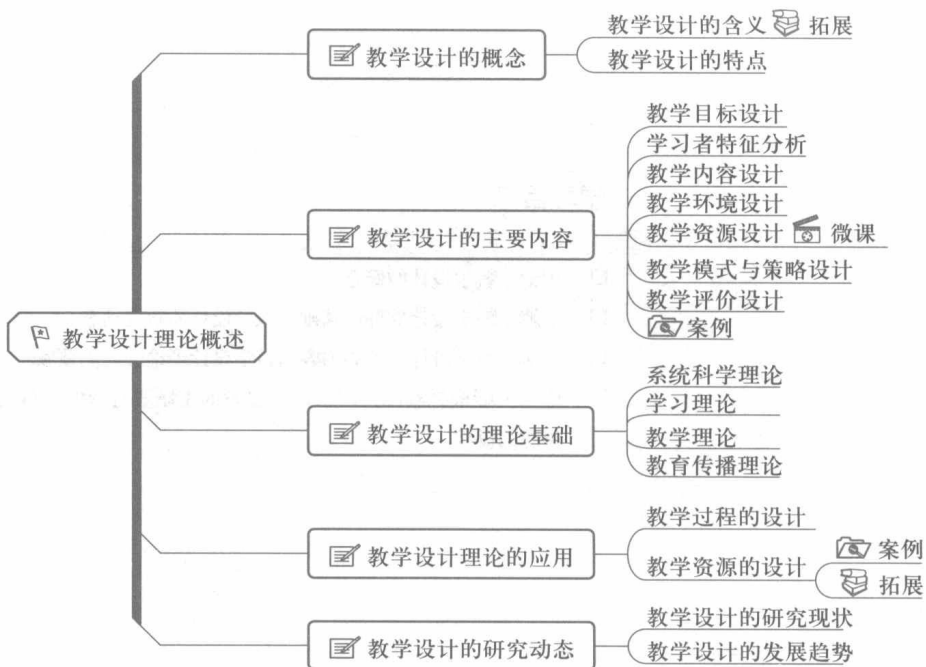 教学设计理论概述
教学设计的概念
教学设计的含义 拓展
教学设计的特点
教学设计的主要内容
教学目标设计
学习者特征分析
教学内容设计
教学环境设计
教学资源设计 微课
教学模式与策略设计
教学评价设计
案例
教学设计的理论基础
系统科学理论
学习理论
教学理论
教育传播理论
教学设计理论的应用
教学过程的设计
教学资源的设计
案例
拓展
教学设计的研究动态
教学设计的研究现状
教学设计的发展趋势